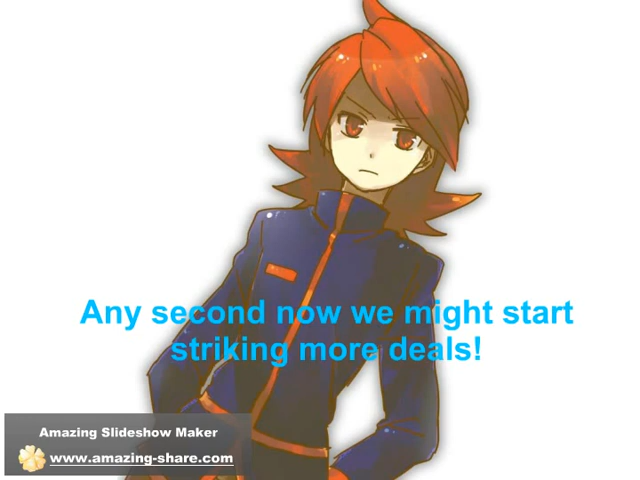 Any second now we might start
striking more deals!
Amazing Slideshow Maker
www.amazing-share.com